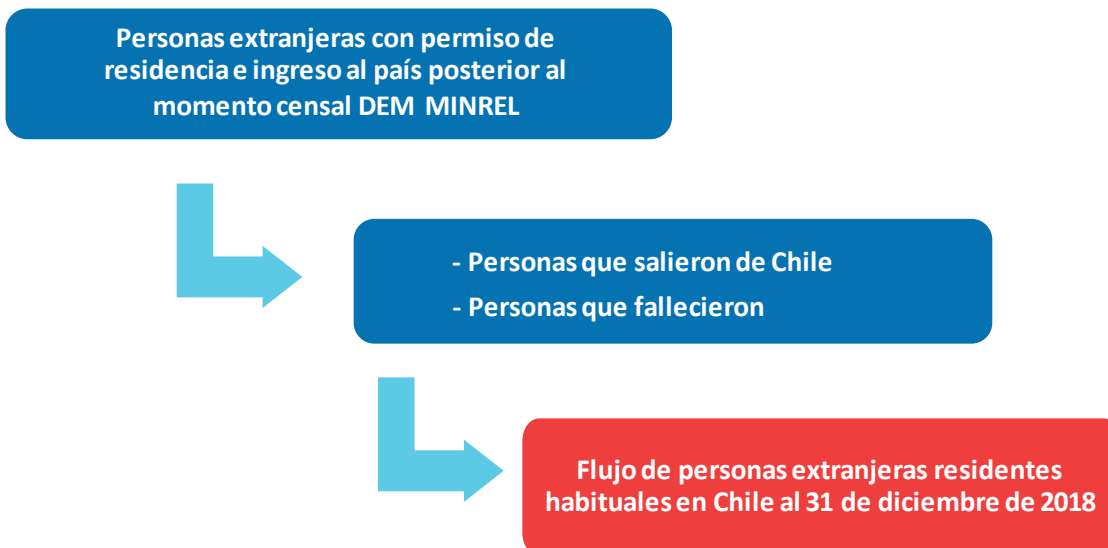 Personas extranjeras con permiso de
residencia e ingreso al país posterior al
momento censal DEM MINREL
- Personas que salieron de Chile
- Personas que fallecieron
Flujo de personas extranjeras residentes
habituales en Chile al 31 de diciembre de 2018